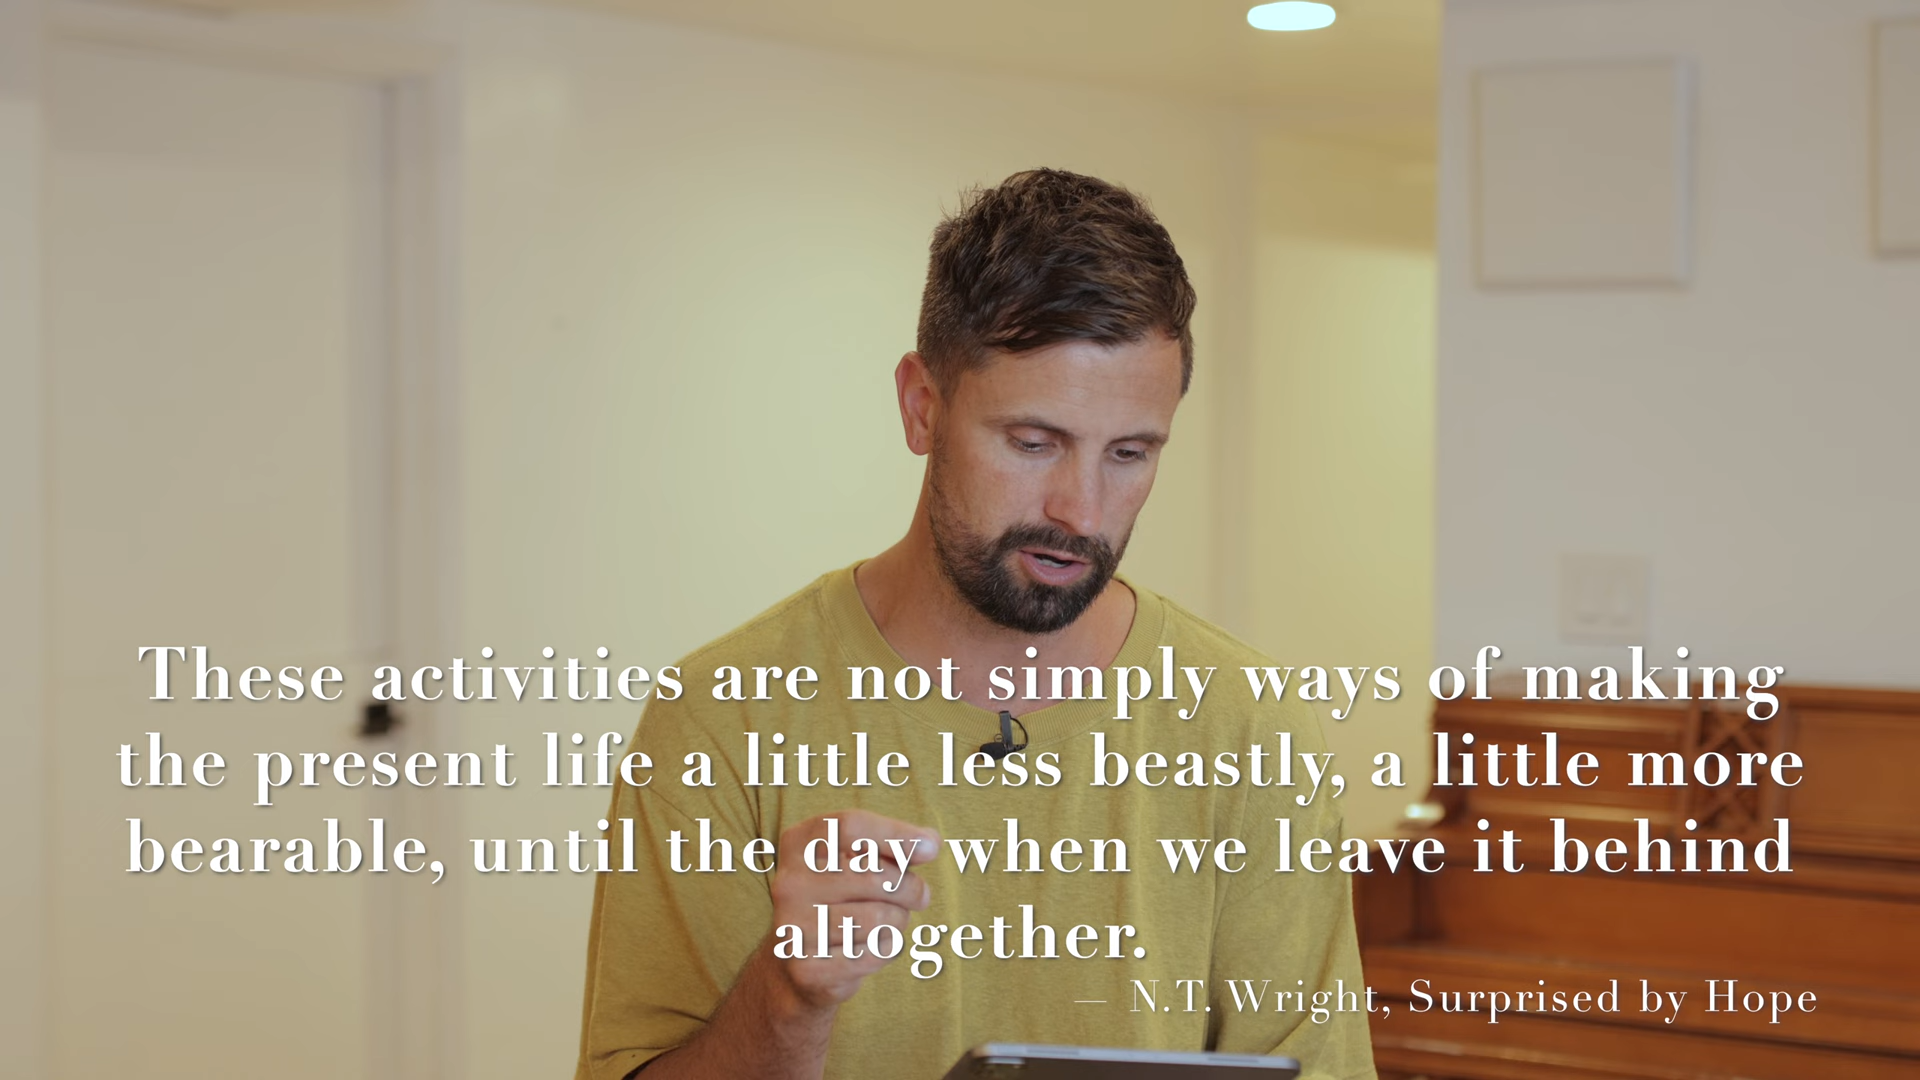 These activities are not simply ways of making
the present life a little less beastly, a little more
bearable, until the day when we leave it behind
altogether.
— N.T. Wright, Surprised by Hope